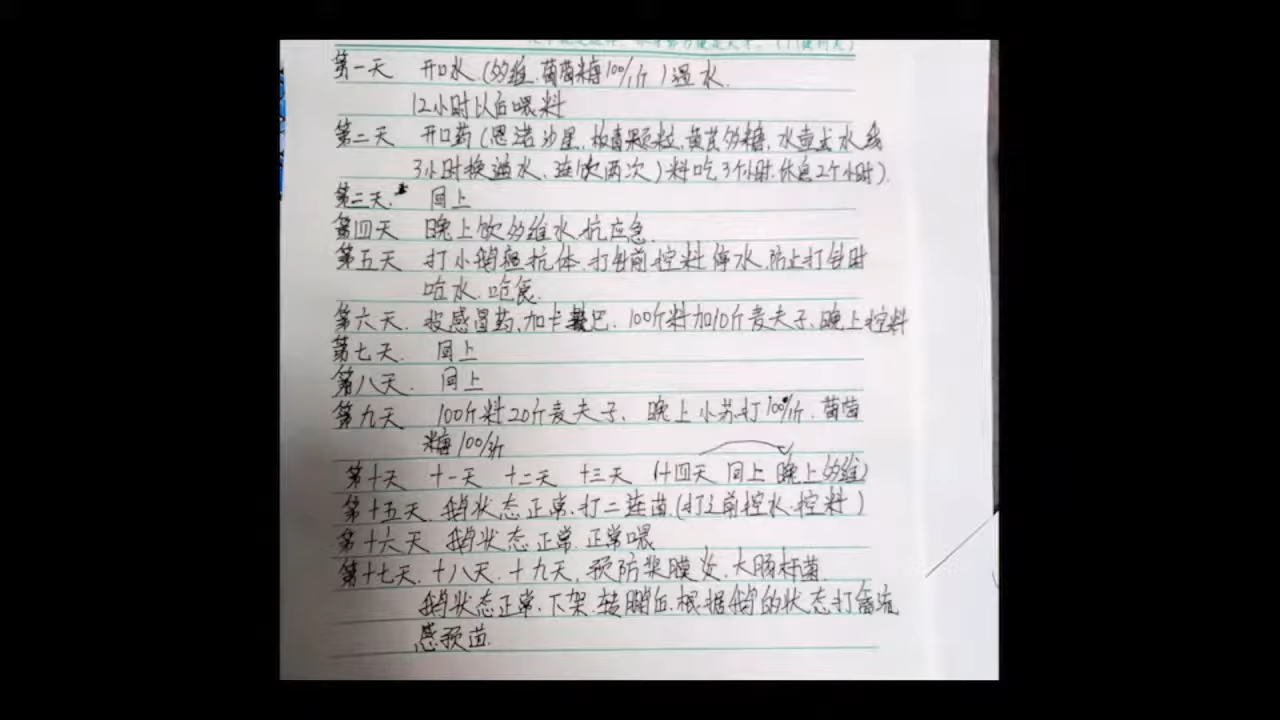 第一天 开口水(多维.葡萄糖100/斤)温水.
12小时以后喂料
第二天 开口药(恩诺沙星,板青颗粒,黄芪多糖,水壶式水线
3小时换温水、连饮两次)料吃3个小时.休息2个小时).
第三天. 同上
第四天 晚上饮多维水.抗应急.
第五天 打小鹅瘟抗体.打针前.控料停水.防止打针时
呛水.呛食.
第六天. 投感冒药,加卡巴. 100斤料加10斤麦夫子、晚上控料
第七天. 同上
第八天. 同上
第九天 100斤料20斤麦夫子、 晚上小苏打100/斤.葡萄
糖100/斤
第十天 十一天 十二天 十三天 (十四天 同上 晚上多维)
第十五天.鹅状态正常.打二连苗.(打之前控水.控料)
第十六天 鹅状态正常.正常喂
第十七天.十八天.十九天.预防浆膜炎.大肠杆菌.
鹅状态正常.下架.转鹏后.根据鹅的状态打禽流
感预苗.